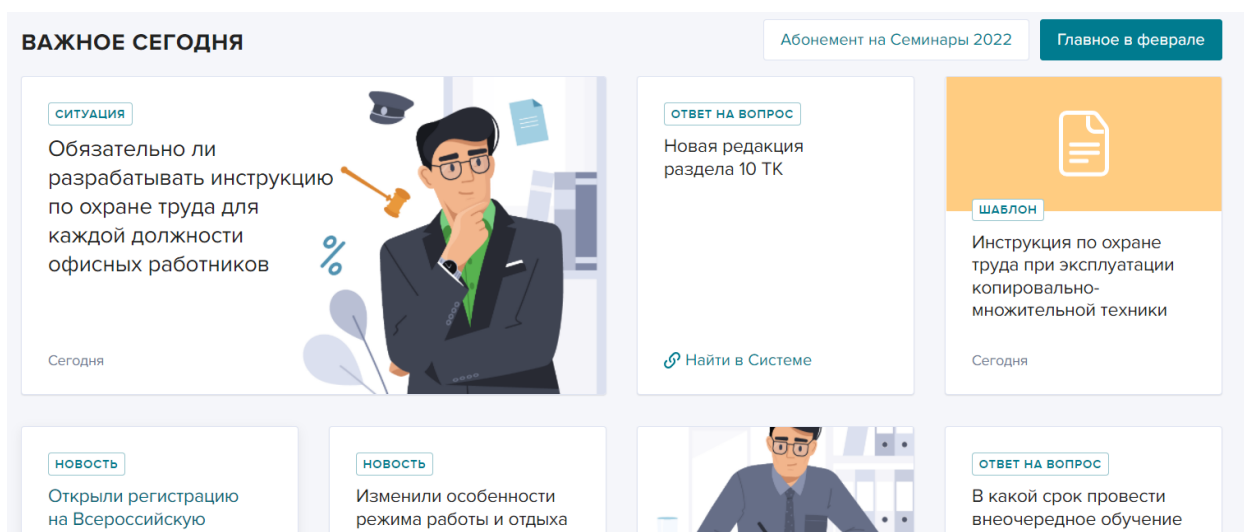 ВАЖНОЕ СЕГОДНЯ
Абонемент на Семинары 2022
Главное в феврале
СИТУАЦИЯ
Обязательно ли
разрабатывать инструкцию
по охране труда для
каждой должности
офисных работников
%
Сегодня
ОТВЕТ НА ВОПРОС
Новая редакция
раздела 10 ТК
Найти в Системе
ШАБЛОН
Инструкция по охране
труда при эксплуатации
копировально-
множительной техники
Сегодня
НОВОСТЬ
Открыли регистрацию
на Всероссийскую
НОВОСТЬ
Изменили особенности
режима работы и отдыха
ОТВЕТ НА ВОПРОС
В какой срок провести
внеочередное обучение